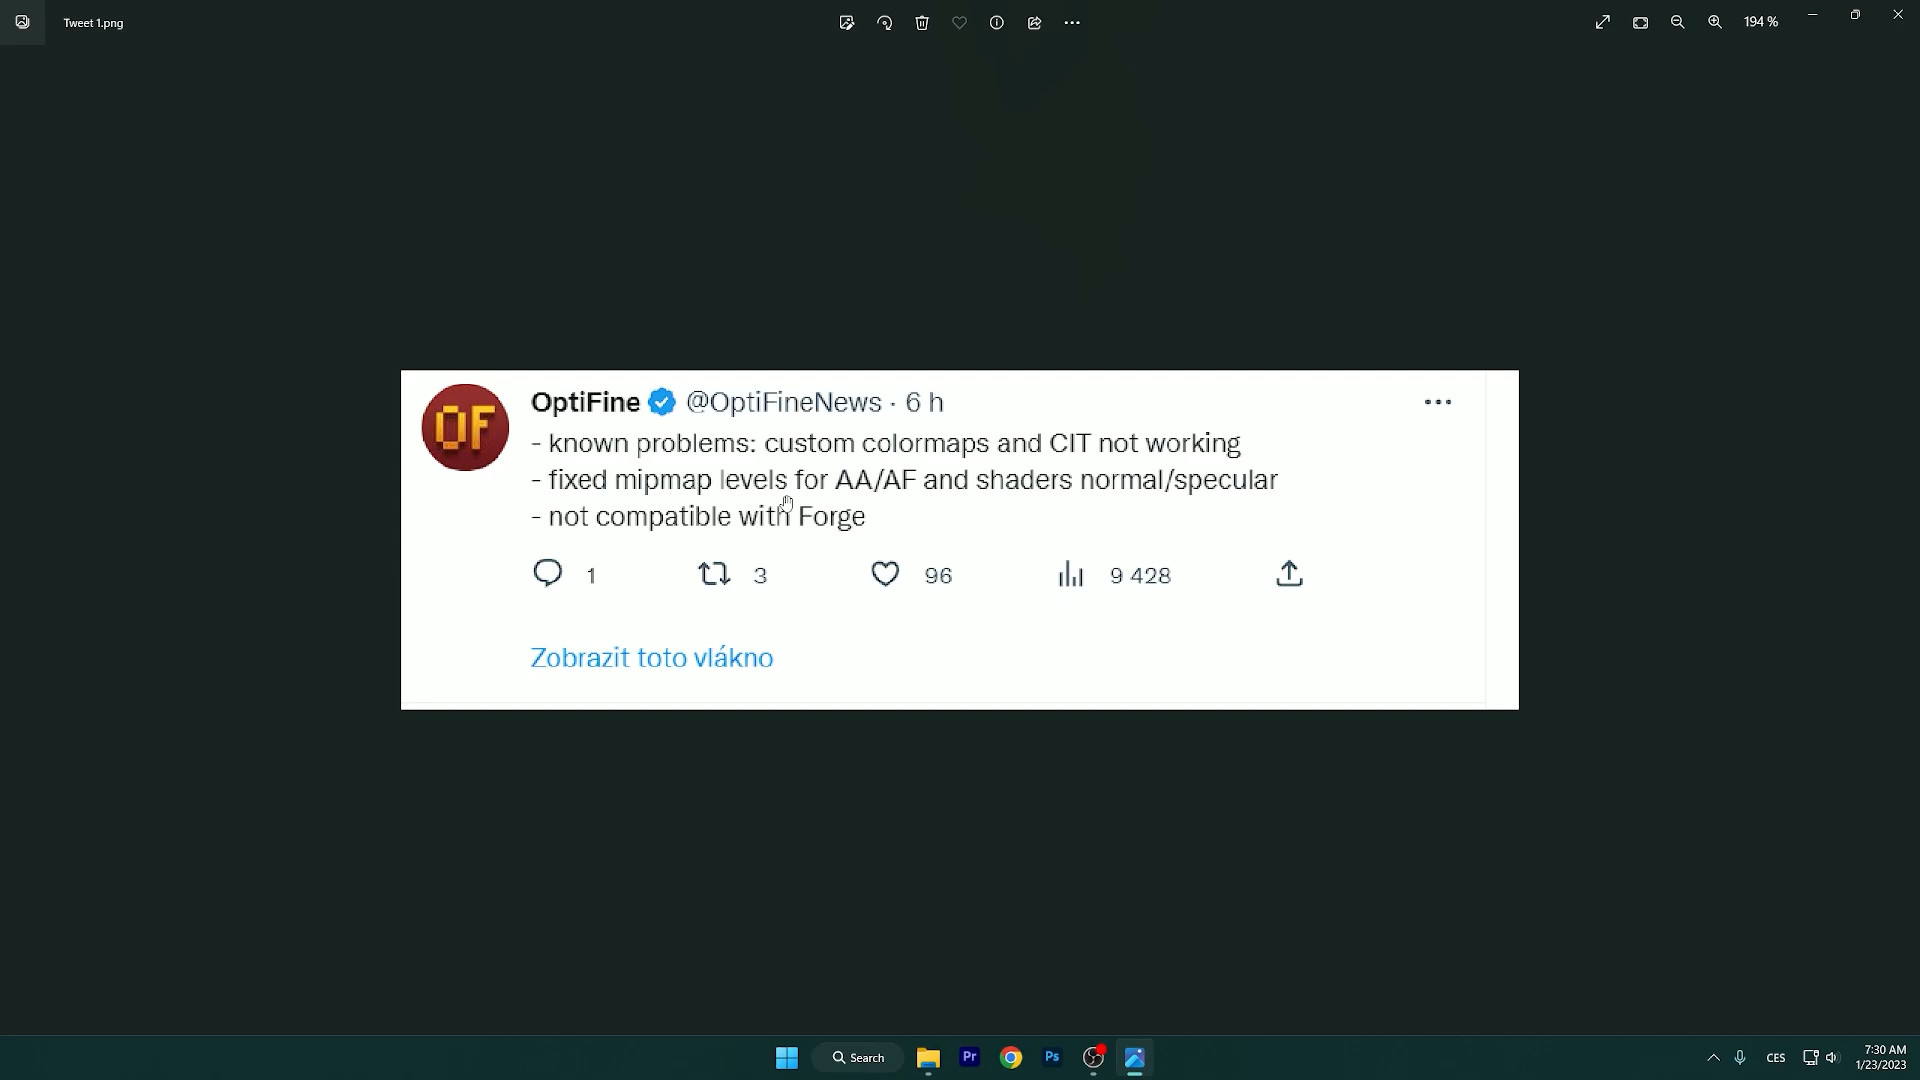 Tweet 1.png
194 %
OF
OptiFine @OptiFineNews · 6 h
- known problems: custom colormaps and CIT not working
- fixed mipmap levels for AA/AF and shaders normal/specular
- not compatible with Forge
1 3 96 9 428
Zobrazit toto vlákno
Search
Pr
Ps
CES
7:30 AM
1/23/2023